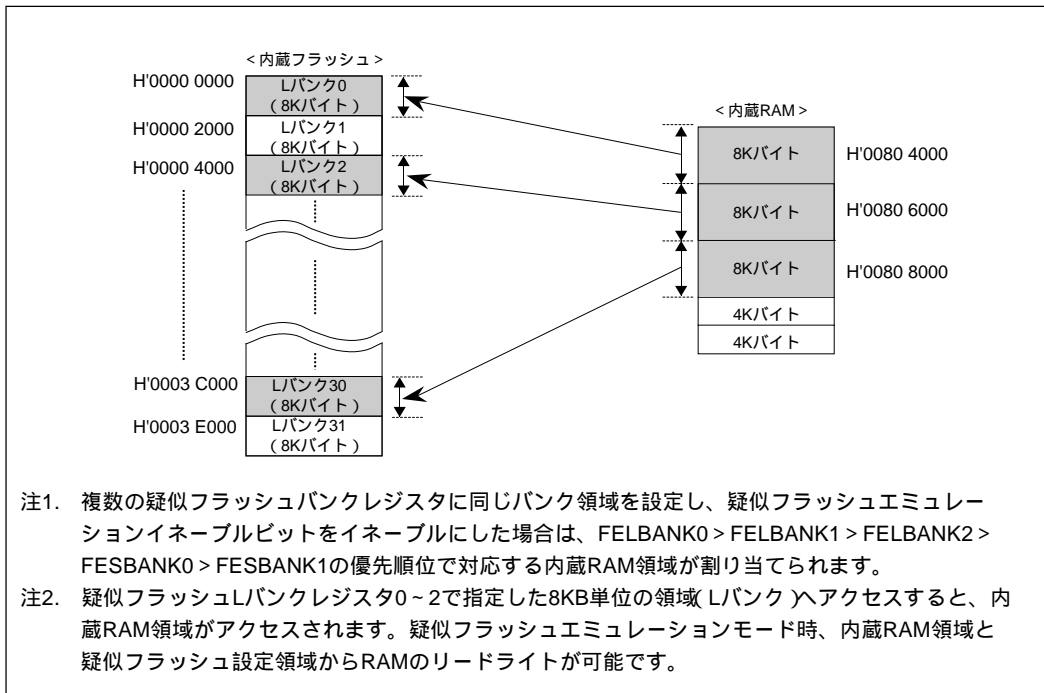 <内蔵フラッシュ>
H'0000 0000
Lバンク0
(8Kバイト)
H'0000 2000
Lバンク1
(8Kバイト)
H'0000 4000
Lバンク2
(8Kバイト)
H'0003 C000
Lバンク30
(8Kバイト)
H'0003 E000
Lバンク31
(8Kバイト)
<内蔵RAM>
8Kバイト
H'0080 4000
8Kバイト
H'0080 6000
8Kバイト
H'0080 8000
4Kバイト
4Kバイト
注1. 複数の疑似フラッシュバンクレジスタに同じバンク領域を設定し、疑似フラッシュエミュレー
ションイネーブルビットをイネーブルにした場合は、FELBANK0>FELBANK1>FELBANK2>
FESBANK0>FESBANK1の優先順位で対応する内蔵RAM領域が割り当てられます。
注2. 疑似フラッシュLバンクレジスタ0~2で指定した8KB単位の領域(Lバンク)へアクセスすると、内
蔵RAM領域がアクセスされます。疑似フラッシュエミュレーションモード時、内蔵RAM領域と
疑似フラッシュ設定領域からRAMのリードライトが可能です。